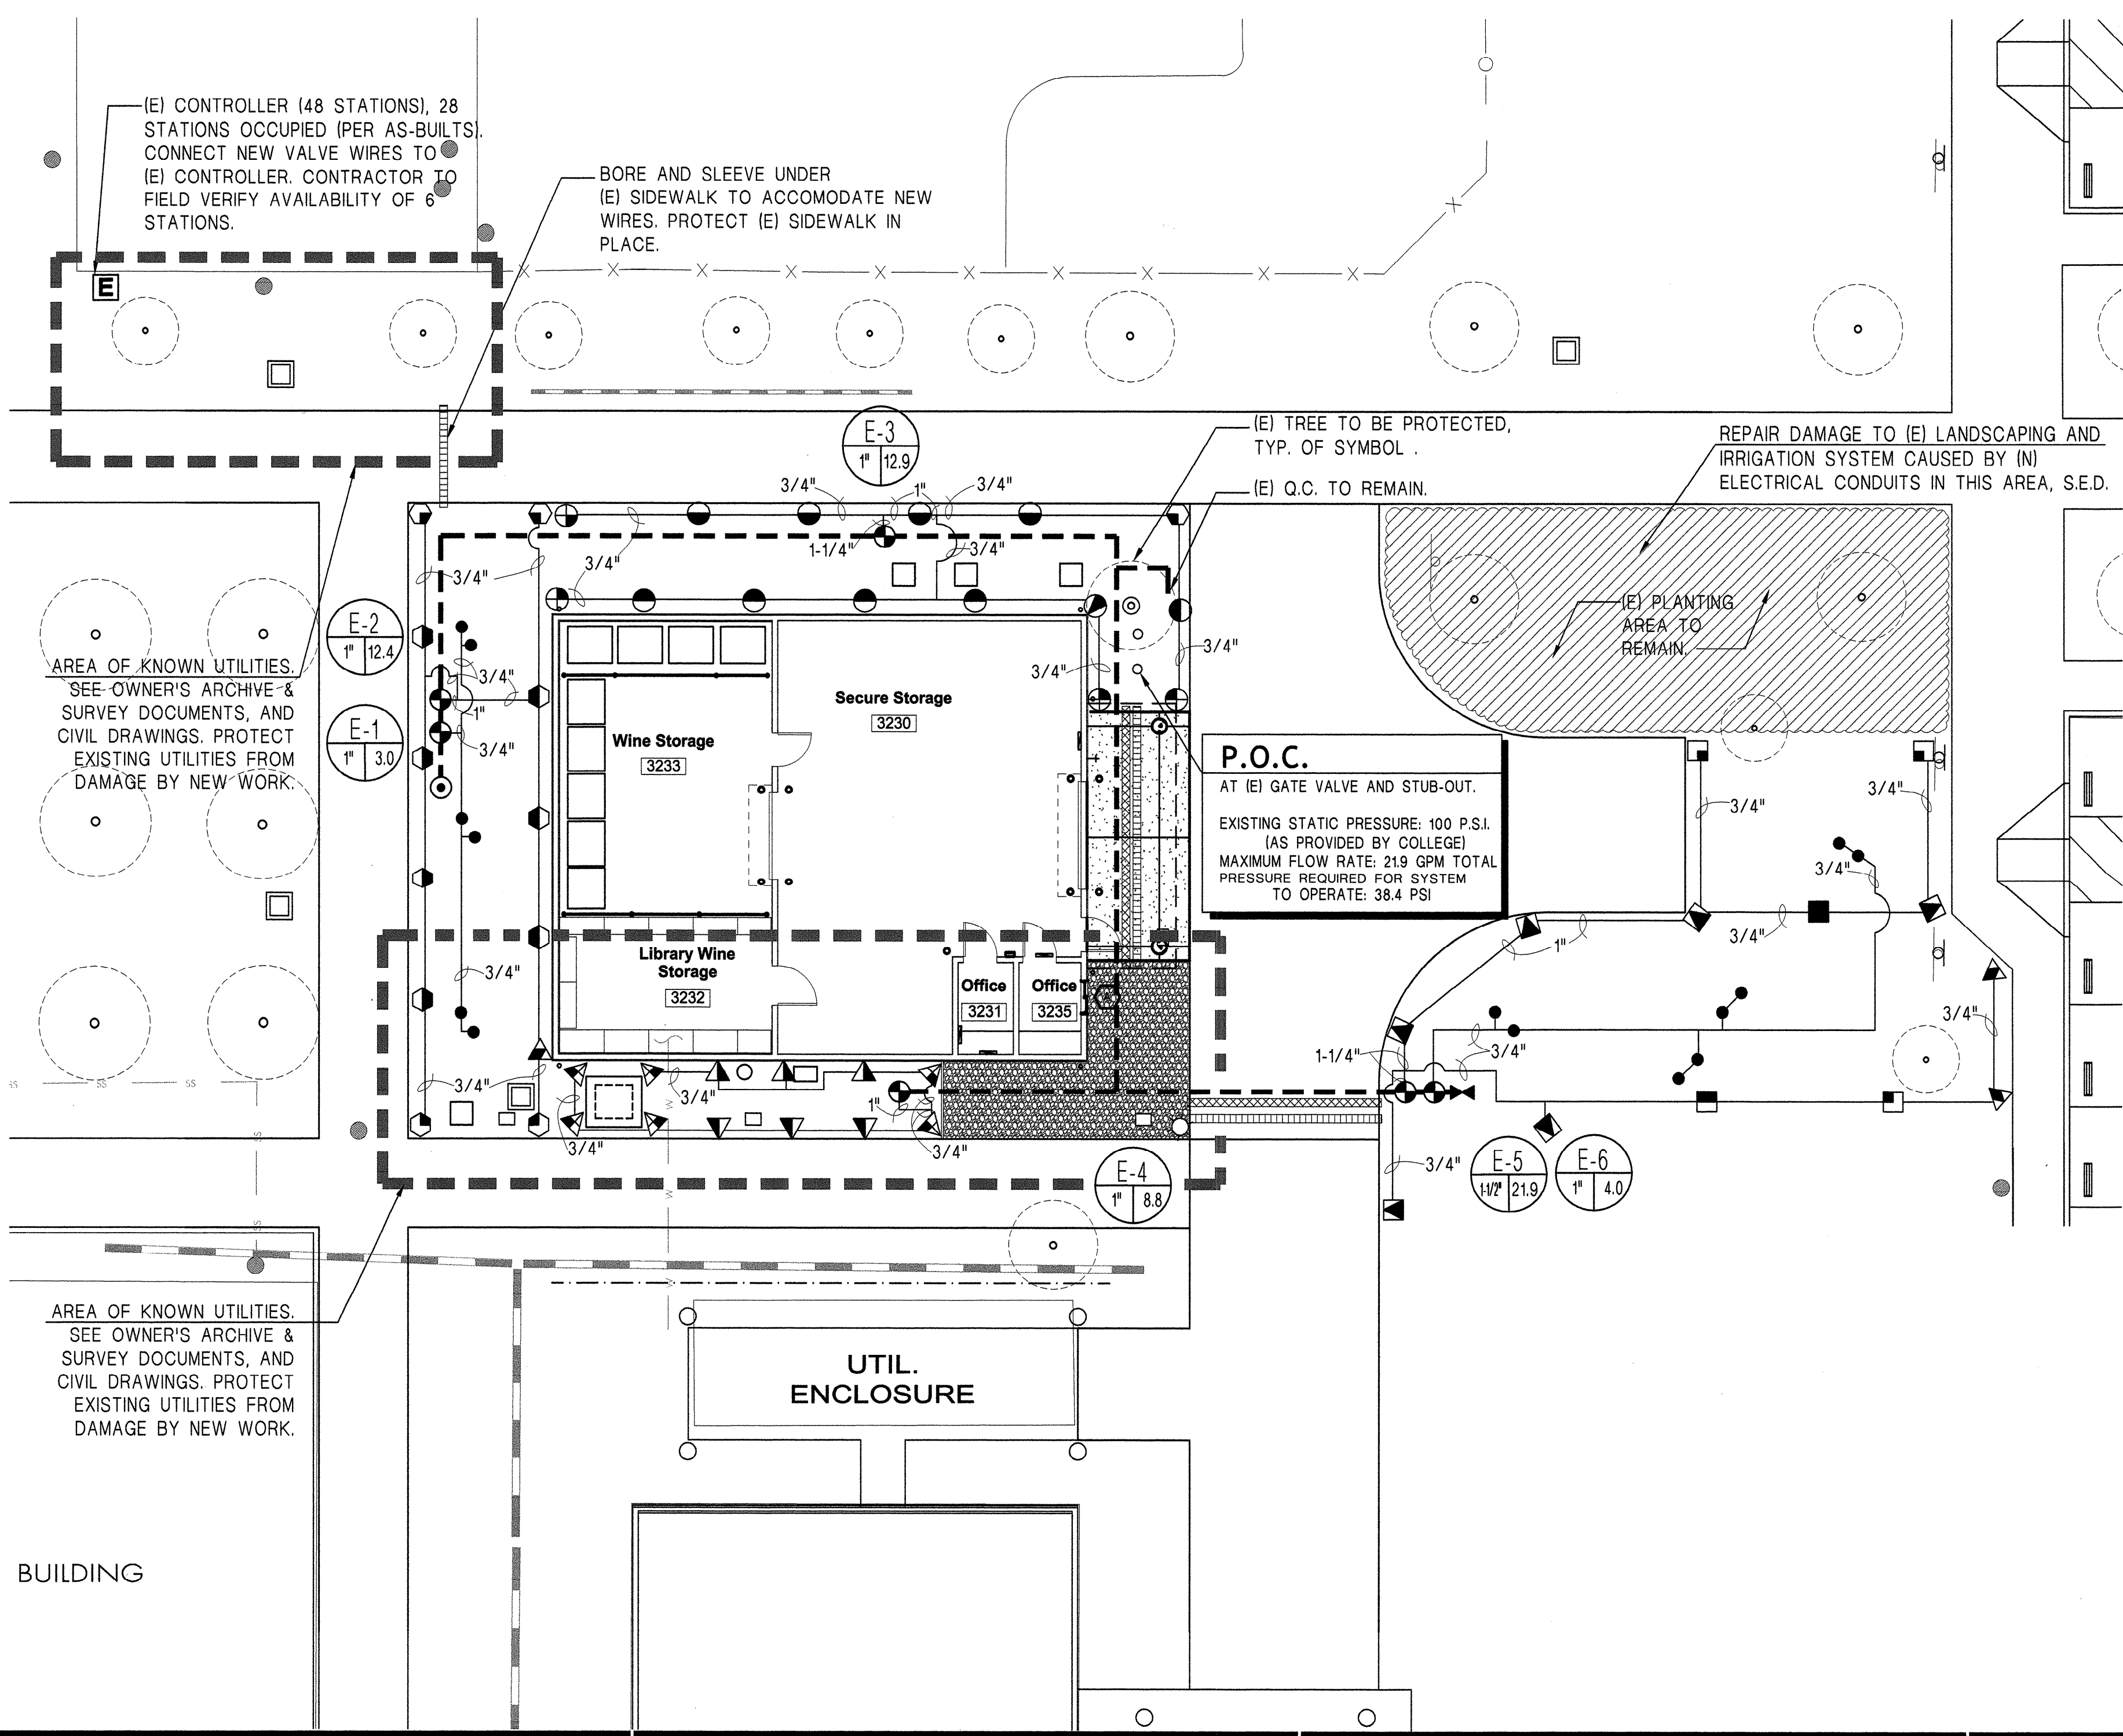 (E) CONTROLLER (48 STATIONS), 28
STATIONS OCCUPIED (PER AS-BUILTS).
CONNECT NEW VALVE WIRES TO
(E) CONTROLLER. CONTRACTOR TO
FIELD VERIFY AVAILABILITY OF 6
STATIONS.
BORE AND SLEEVE UNDER
(E) SIDEWALK TO ACCOMODATE NEW
WIRES. PROTECT (E) SIDEWALK IN
PLACE.
E
(E) TREE TO BE PROTECTED,
TYP. OF SYMBOL .
(E) Q.C. TO REMAIN.
REPAIR DAMAGE TO (E) LANDSCAPING AND
IRRIGATION SYSTEM CAUSED BY (N)
ELECTRICAL CONDUITS IN THIS AREA, S.E.D.
(E) PLANTING
AREA TO
REMAIN.
E-3
1" 12.9
3/4"
1"
3/4"
3/4"
1-1/4"
3/4"
3/4"
3/4"
E-2
1" 12.4
E-1
1" 3.0
3/4"
1"
3/4"
AREA OF KNOWN UTILITIES.
SEE OWNER'S ARCHIVE &
SURVEY DOCUMENTS, AND
CIVIL DRAWINGS. PROTECT
EXISTING UTILITIES FROM
DAMAGE BY NEW WORK.
Secure Storage
3230
Wine Storage
3233
Library Wine
Storage
3232
Office
3231
Office
3235
3/4"
3/4"
P.O.C.
AT (E) GATE VALVE AND STUB-OUT.
EXISTING STATIC PRESSURE: 100 P.S.I.
(AS PROVIDED BY COLLEGE)
MAXIMUM FLOW RATE: 21.9 GPM TOTAL
PRESSURE REQUIRED FOR SYSTEM
TO OPERATE: 38.4 PSI
3/4"
3/4"
3/4"
1"
3/4"
3/4"
3/4"
1-1/4"
3/4"
3/4"
3/4"
3/4"
1"
3/4"
3/4"
3/4"
E-4
1" 8.8
E-5
1-1/2" 21.9
E-6
1" 4.0
SS SS SS
SS
SS
W
W
AREA OF KNOWN UTILITIES.
SEE OWNER'S ARCHIVE &
SURVEY DOCUMENTS, AND
CIVIL DRAWINGS. PROTECT
EXISTING UTILITIES FROM
DAMAGE BY NEW WORK.
UTIL.
ENCLOSURE
BUILDING